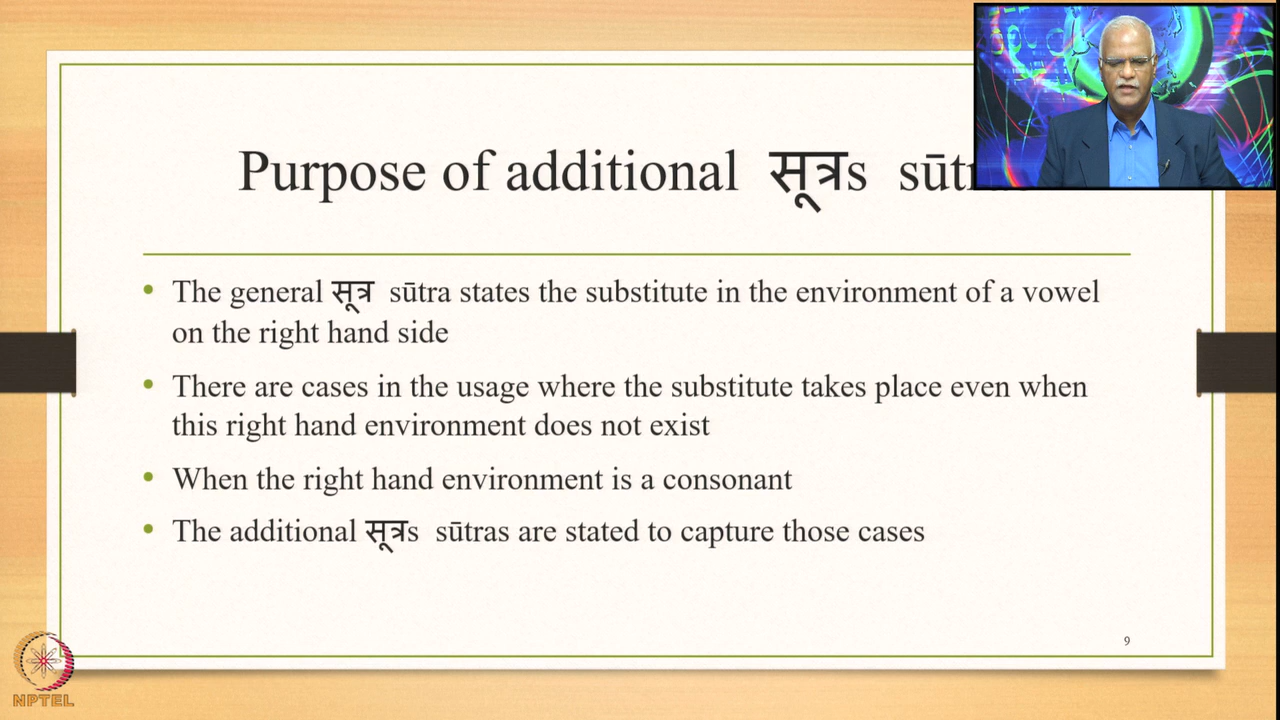 Purpose of additional सूत्रs
The general सूत्र sūtra states the substitute in the environment of a vowel
on the right hand side
• There are cases in the usage where the substitute takes place even when
this right hand environment does not exist
• When the right hand environment is a consonant
• The additional सूत्रs sūtras are stated to capture those cases
9
NPTEL